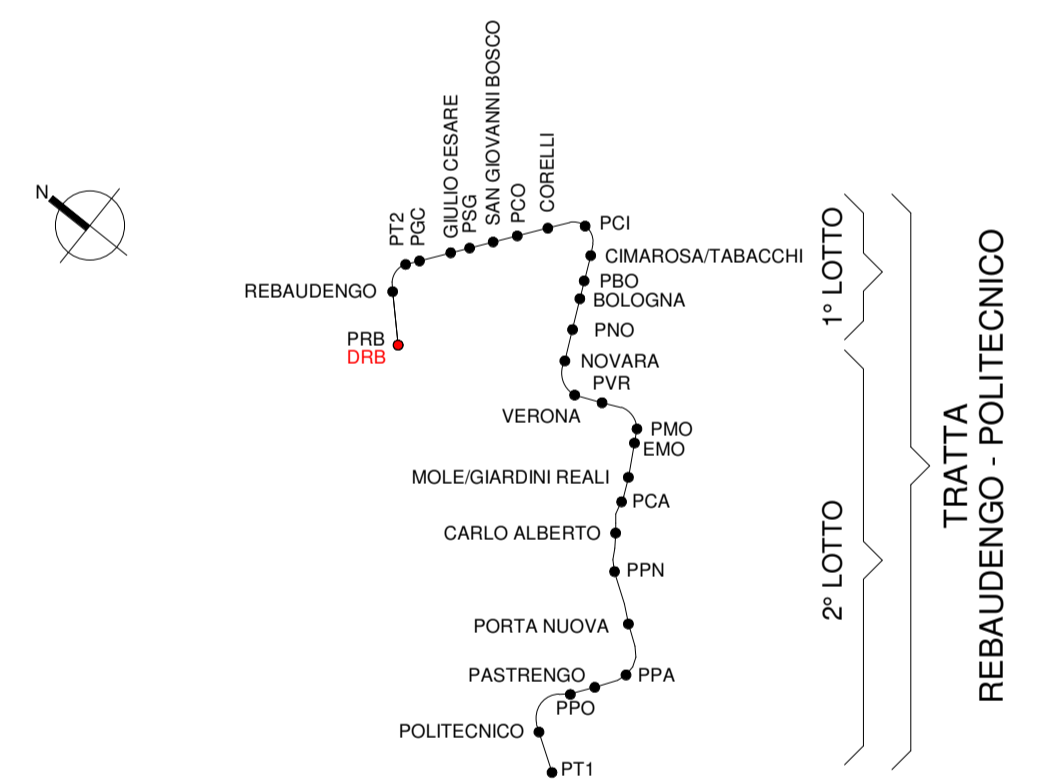 N
PT2
PGC
GIULIO CESARE
PSG
SAN GIOVANNI BOSCO
PCO
CORELLI
PCI
CIMAROSA/TABACCHI
REBAUDENGO
PBO
BOLOGNA
PRB
DRB
PNO
NOVARA
PVR
VERONA
PMO
EMO
MOLE/GIARDINI REALI
PCA
CARLO ALBERTO
PPN
PORTA NUOVA
PASTRENGO
PPA
PPO
POLITECNICO
PT1
1° LOTTO
2° LOTTO
TRATTA
REBAUDENGO - POLITECNICO